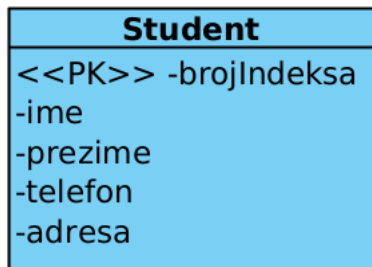 Student
<<PK>> -brojIndeksa
-ime
-prezime
-telefon
-adresa